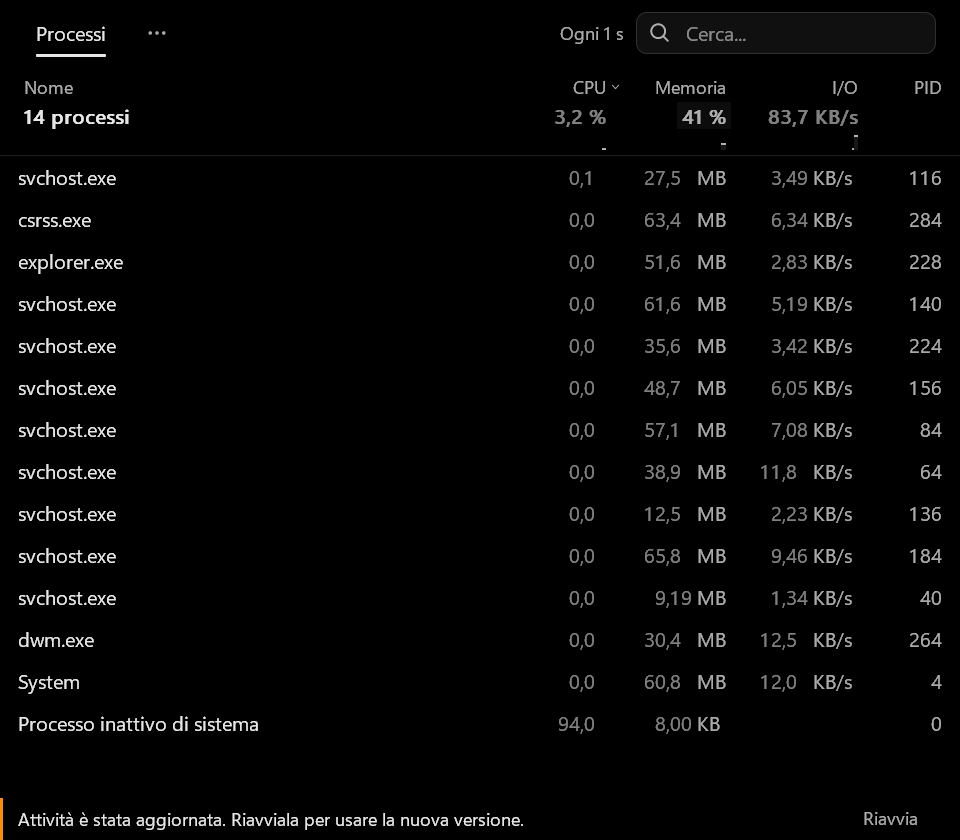 Processi ··· Ogni 1 s Cerca...
Nome CPU Memoria I/O PID
14 processi 3,2 % 41 % 83,7 KB/s
svchost.exe 0,1 27,5 MB 3,49 KB/s 116
csrss.exe 0,0 63,4 MB 6,34 KB/s 284
explorer.exe 0,0 51,6 MB 2,83 KB/s 228
svchost.exe 0,0 61,6 MB 5,19 KB/s 140
svchost.exe 0,0 35,6 MB 3,42 KB/s 224
svchost.exe 0,0 48,7 MB 6,05 KB/s 156
svchost.exe 0,0 57,1 MB 7,08 KB/s 84
svchost.exe 0,0 38,9 MB 11,8 KB/s 64
svchost.exe 0,0 12,5 MB 2,23 KB/s 136
svchost.exe 0,0 65,8 MB 9,46 KB/s 184
svchost.exe 0,0 9,19 MB 1,34 KB/s 40
dwm.exe 0,0 30,4 MB 12,5 KB/s 264
System 0,0 60,8 MB 12,0 KB/s 4
Processo inattivo di sistema 94,0 8,00 KB 0
Attività è stata aggiornata. Riavviala per usare la nuova versione. Riavvia